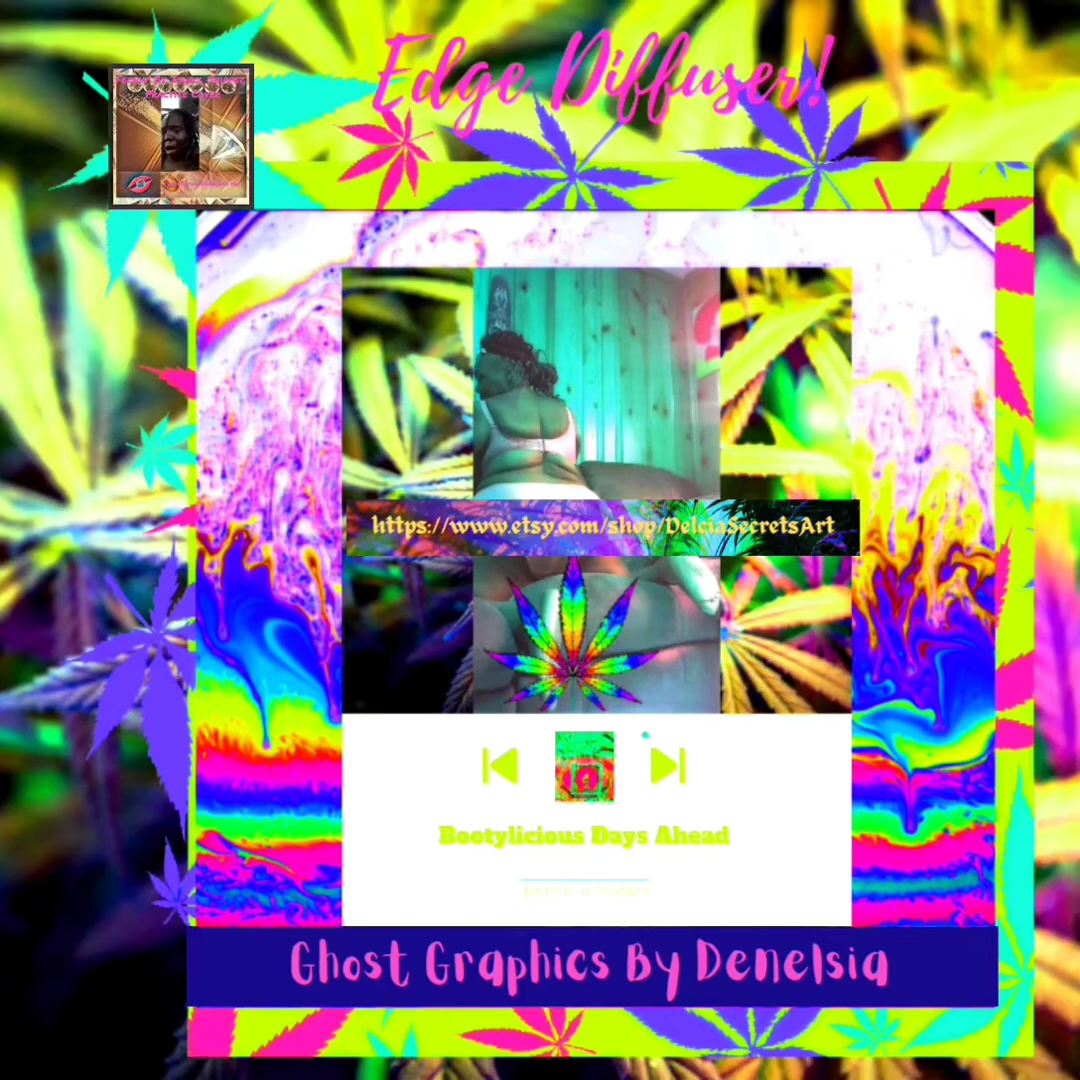 Edge Diffuser!
https://www.etsy.com/shop/DelciaSecretsArt
Bootylicious Days Ahead
Ghost Graphics By Denelsia